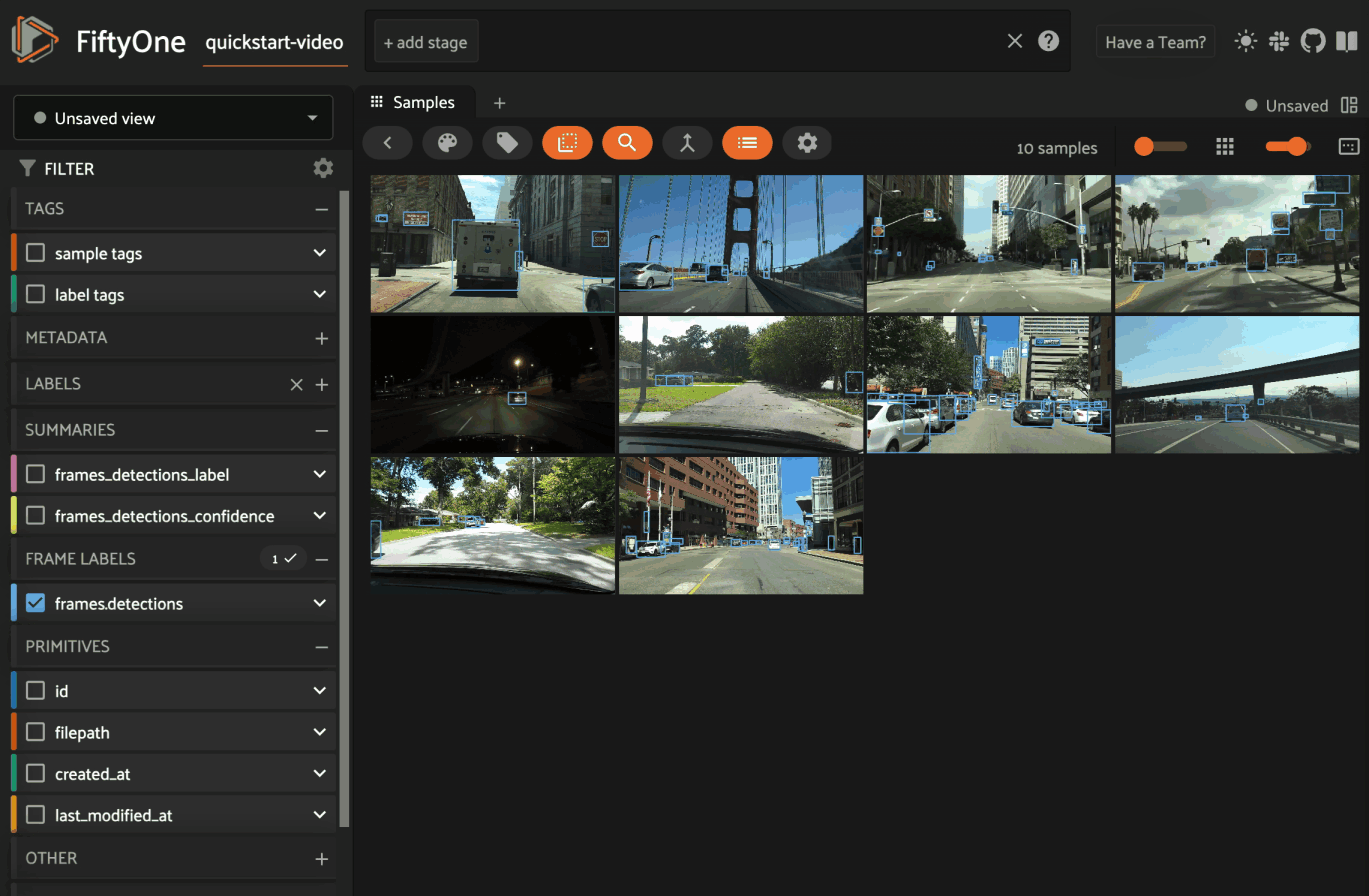 FiftyOne
quickstart-video
+ add stage
Have a Team?
Unsaved view
Samples
Unsaved
FILTER
10 samples
TAGS
sample tags
label tags
METADATA
LABELS
SUMMARIES
frames_detections_label
frames_detections_confidence
FRAME LABELS
1
frames.detections
PRIMITIVES
id
filepath
created_at
last_modified_at
OTHER